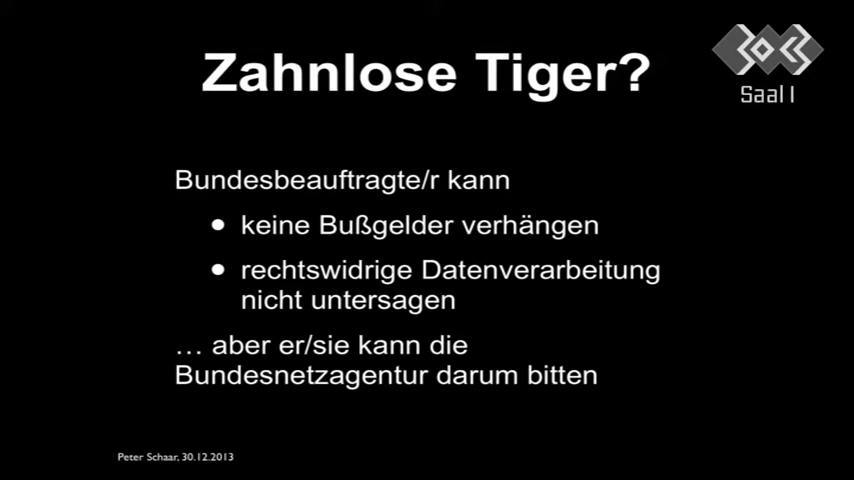 Zahnlose Tiger?
30C3
Saal 1
Bundesbeauftragte/r kann
• keine Bußgelder verhängen
• rechtswidrige Datenverarbeitung
nicht untersagen
… aber er/sie kann die
Bundesnetzagentur darum bitten
Peter Schaar, 30.12.2013